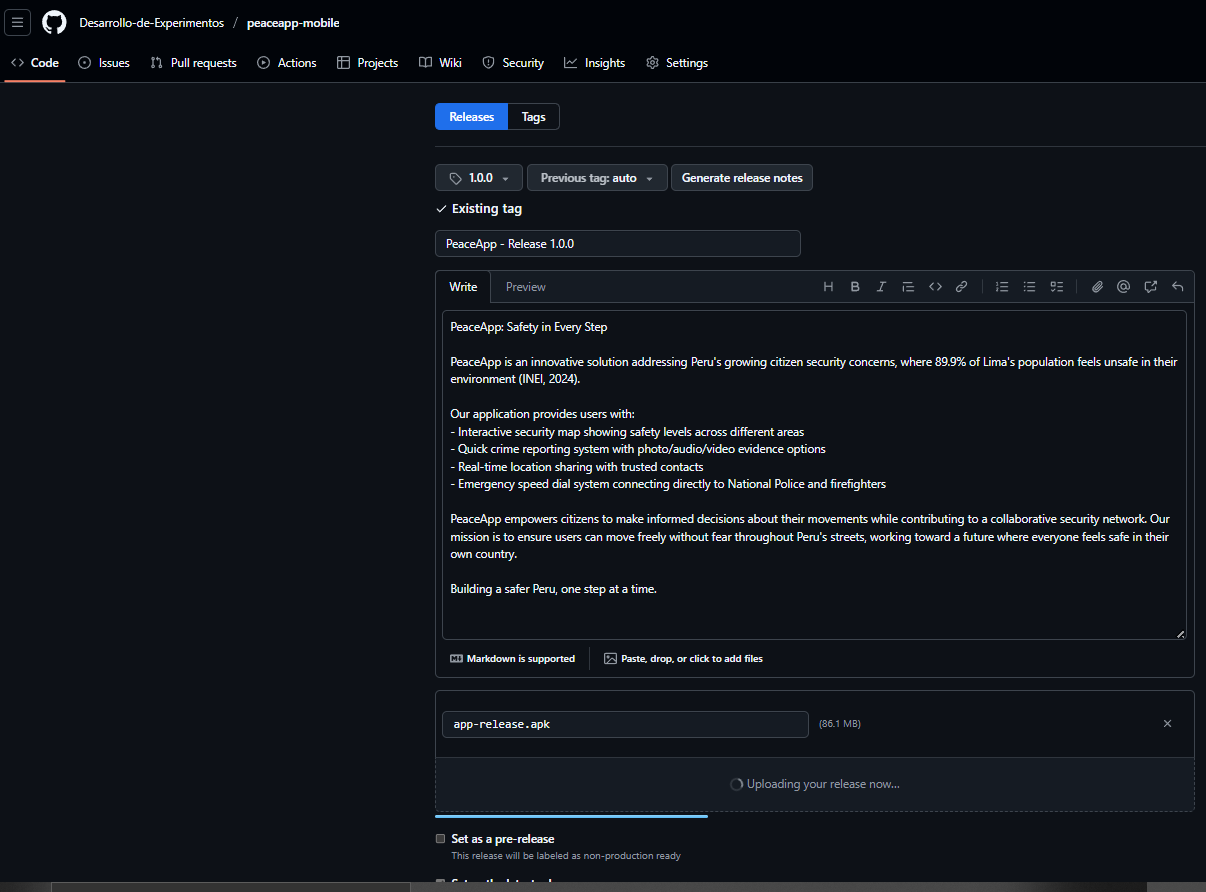 Desarrollo-de-Experimentos / peaceapp-mobile
Code Issues Pull requests Actions Projects Wiki Security Insights Settings
Releases Tags
1.0.0 Previous tag: auto Generate release notes
Existing tag
PeaceApp - Release 1.0.0
Write Preview
PeaceApp: Safety in Every Step
PeaceApp is an innovative solution addressing Peru's growing citizen security concerns, where 89.9% of Lima's population feels unsafe in their
environment (INEI, 2024).
Our application provides users with:
- Interactive security map showing safety levels across different areas
- Quick crime reporting system with photo/audio/video evidence options
- Real-time location sharing with trusted contacts
- Emergency speed dial system connecting directly to National Police and firefighters
PeaceApp empowers citizens to make informed decisions about their movements while contributing to a collaborative security network. Our
mission is to ensure users can move freely without fear throughout Peru's streets, working toward a future where everyone feels safe in their
own country.
Building a safer Peru, one step at a time.
Markdown is supported Paste, drop, or click to add files
app-release.apk (86.1 MB)
Uploading your release now...
Set as a pre-release
This release will be labeled as non-production ready